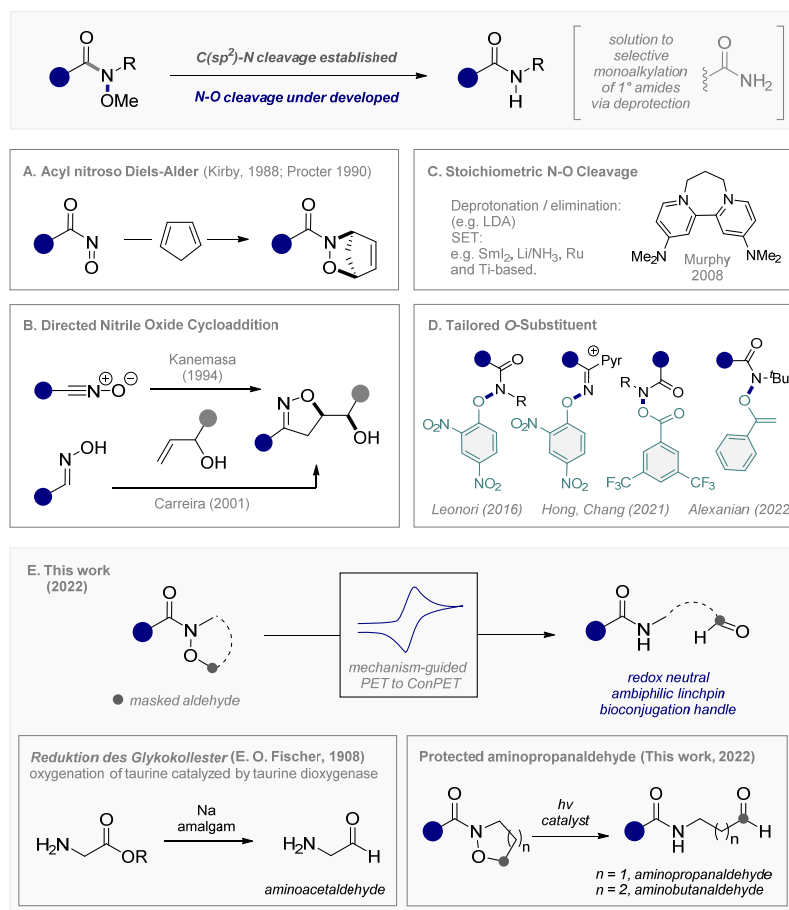 O
N
R
OMe
C(sp²)-N cleavage established
N-O cleavage under developed
O
N
R
H
solution to
selective
monoalkylation
of 1° amides
via deprotection
O
NH₂
A. Acyl nitroso Diels-Alder (Kirby, 1988; Procter 1990)
O
N
O
O
N
O
C. Stoichiometric N-O Cleavage
Deprotonation / elimination:
(e.g. LDA)
SET:
e.g. SmI₂, Li/NH₃, Ru
and Ti-based.
N
N
Me₂N
NMe₂
Murphy
2008
B. Directed Nitrile Oxide Cycloaddition
N
⊕
O
⊖
Kanemasa
(1994)
N
OH
OH
Carreira (2001)
N
O
OH
D. Tailored O-Substituent
O
N
R
O
O₂N
NO₂
Leonori (2016)
⊕
Pyr
N
O
O₂N
NO₂
R
N
O
O
O
F₃C
CF₃
Hong, Chang (2021)
O
N
ᵗBu
O
Alexanian (2022
E. This work
(2022)
O
N
O
masked aldehyde
mechanism-guided
PET to ConPET
O
N
H
H
O
redox neutral
ambiphilic linchpin
bioconjugation handle
Reduktion des Glykokollester (E. O. Fischer, 1908)
oxygenation of taurine catalyzed by taurine dioxygenase
H₂N
O
OR
Na
amalgam
H₂N
O
H
aminoacetaldehyde
Protected aminopropanaldehyde (This work, 2022)
O
N
O
n
hv
catalyst
O
N
H
n
O
H
n = 1, aminopropanaldehyde
n = 2, aminobutanaldehyde